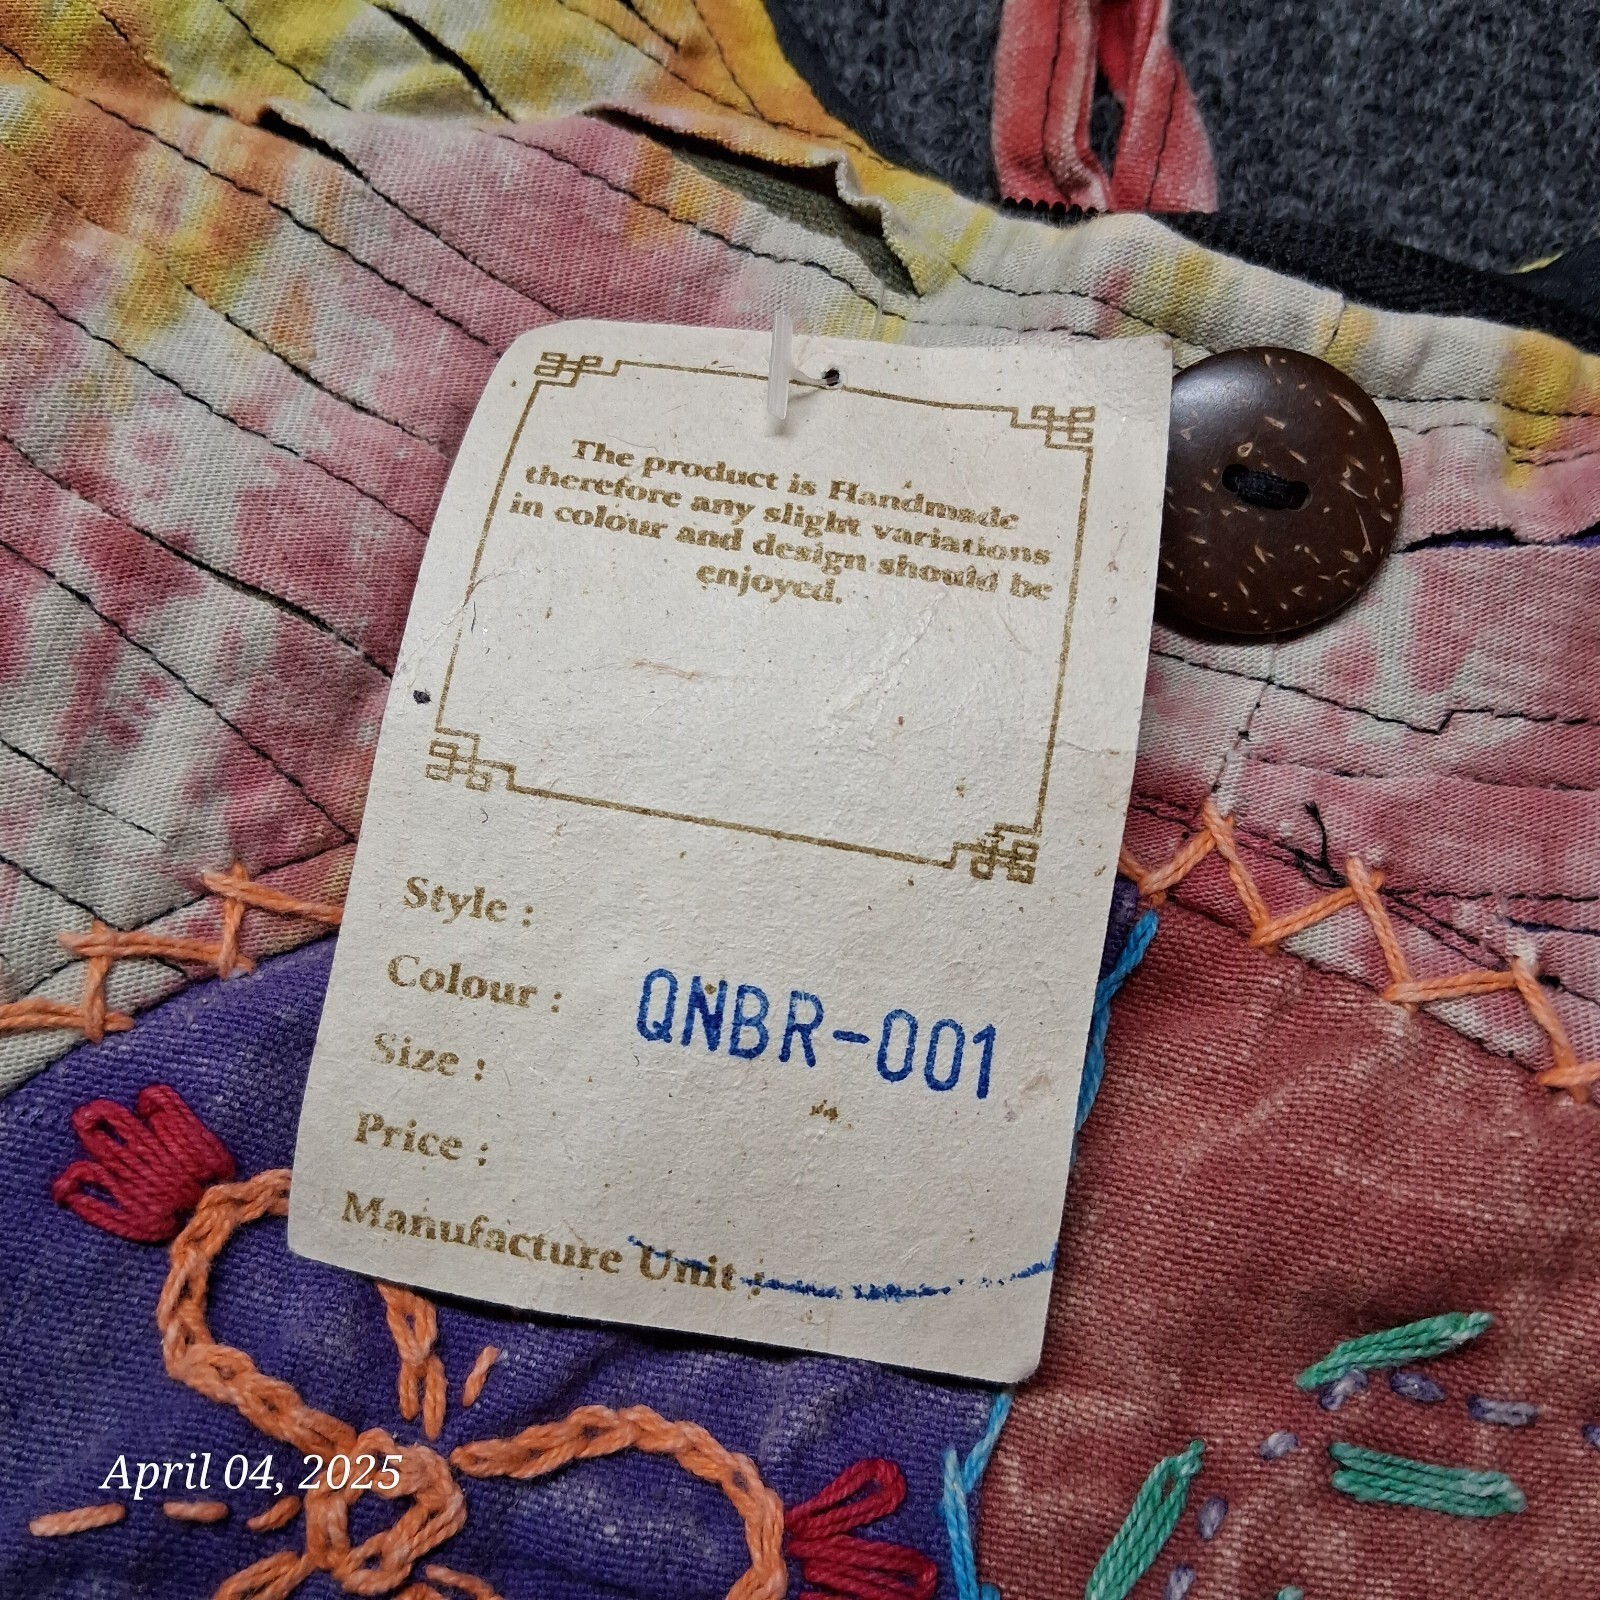 The product is Handmade
therefore any slight variations
in colour and design should be
enjoyed.
Style :
Colour :
QNBR-001
Size :
Price :
Manufacture Unit :
April 04, 2025